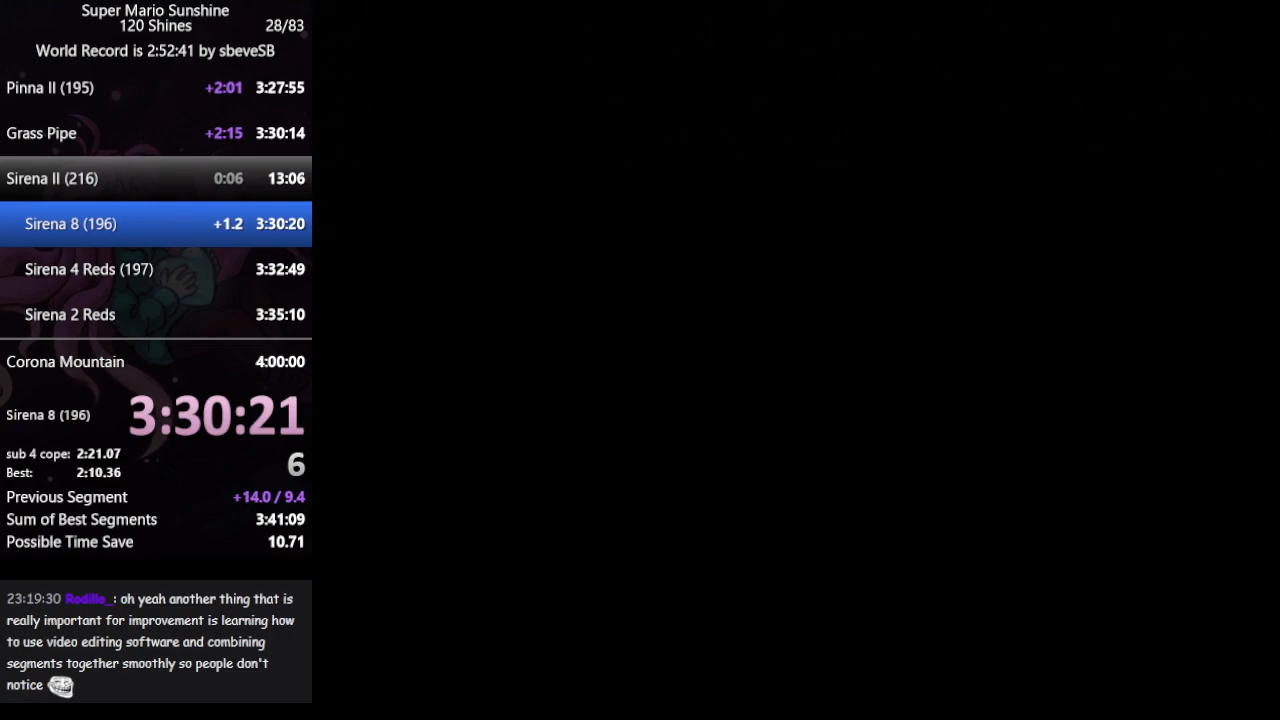 Super Mario Sunshine
120 Shines 28/83
World Record is 2:52:41 by sbeveSB
Pinna II (195) +2:01 3:27:55
Grass Pipe +2:15 3:30:14
Sirena II (216) 0:06 13:06
Sirena 8 (196) +1.2 3:30:20
Sirena 4 Reds (197) 3:32:49
Sirena 2 Reds 3:35:10
Corona Mountain 4:00:00
Sirena 8 (196) 3:30:21
sub 4 cope: 2:21.07
Best: 2:10.36 6
Previous Segment +14.0 / 9.4
Sum of Best Segments 3:41:09
Possible Time Save 10.71
23:19:30 Rodillo_: oh yeah another thing that is
really important for improvement is learning how
to use video editing software and combining
segments together smoothly so people don't
notice